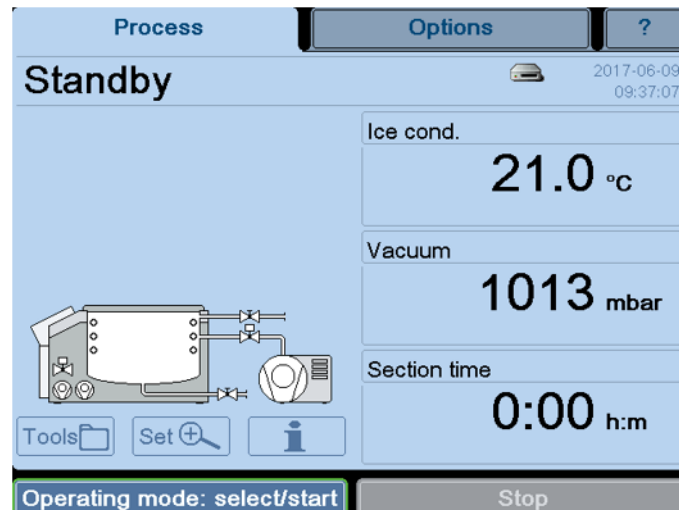 Process
Options
?
Standby
2017-06-09
09:37:07
Ice cond.
21.0 °C
Vacuum
1013 mbar
Section time
0:00 h:m
Tools
Set
i
Operating mode: select/start
Stop